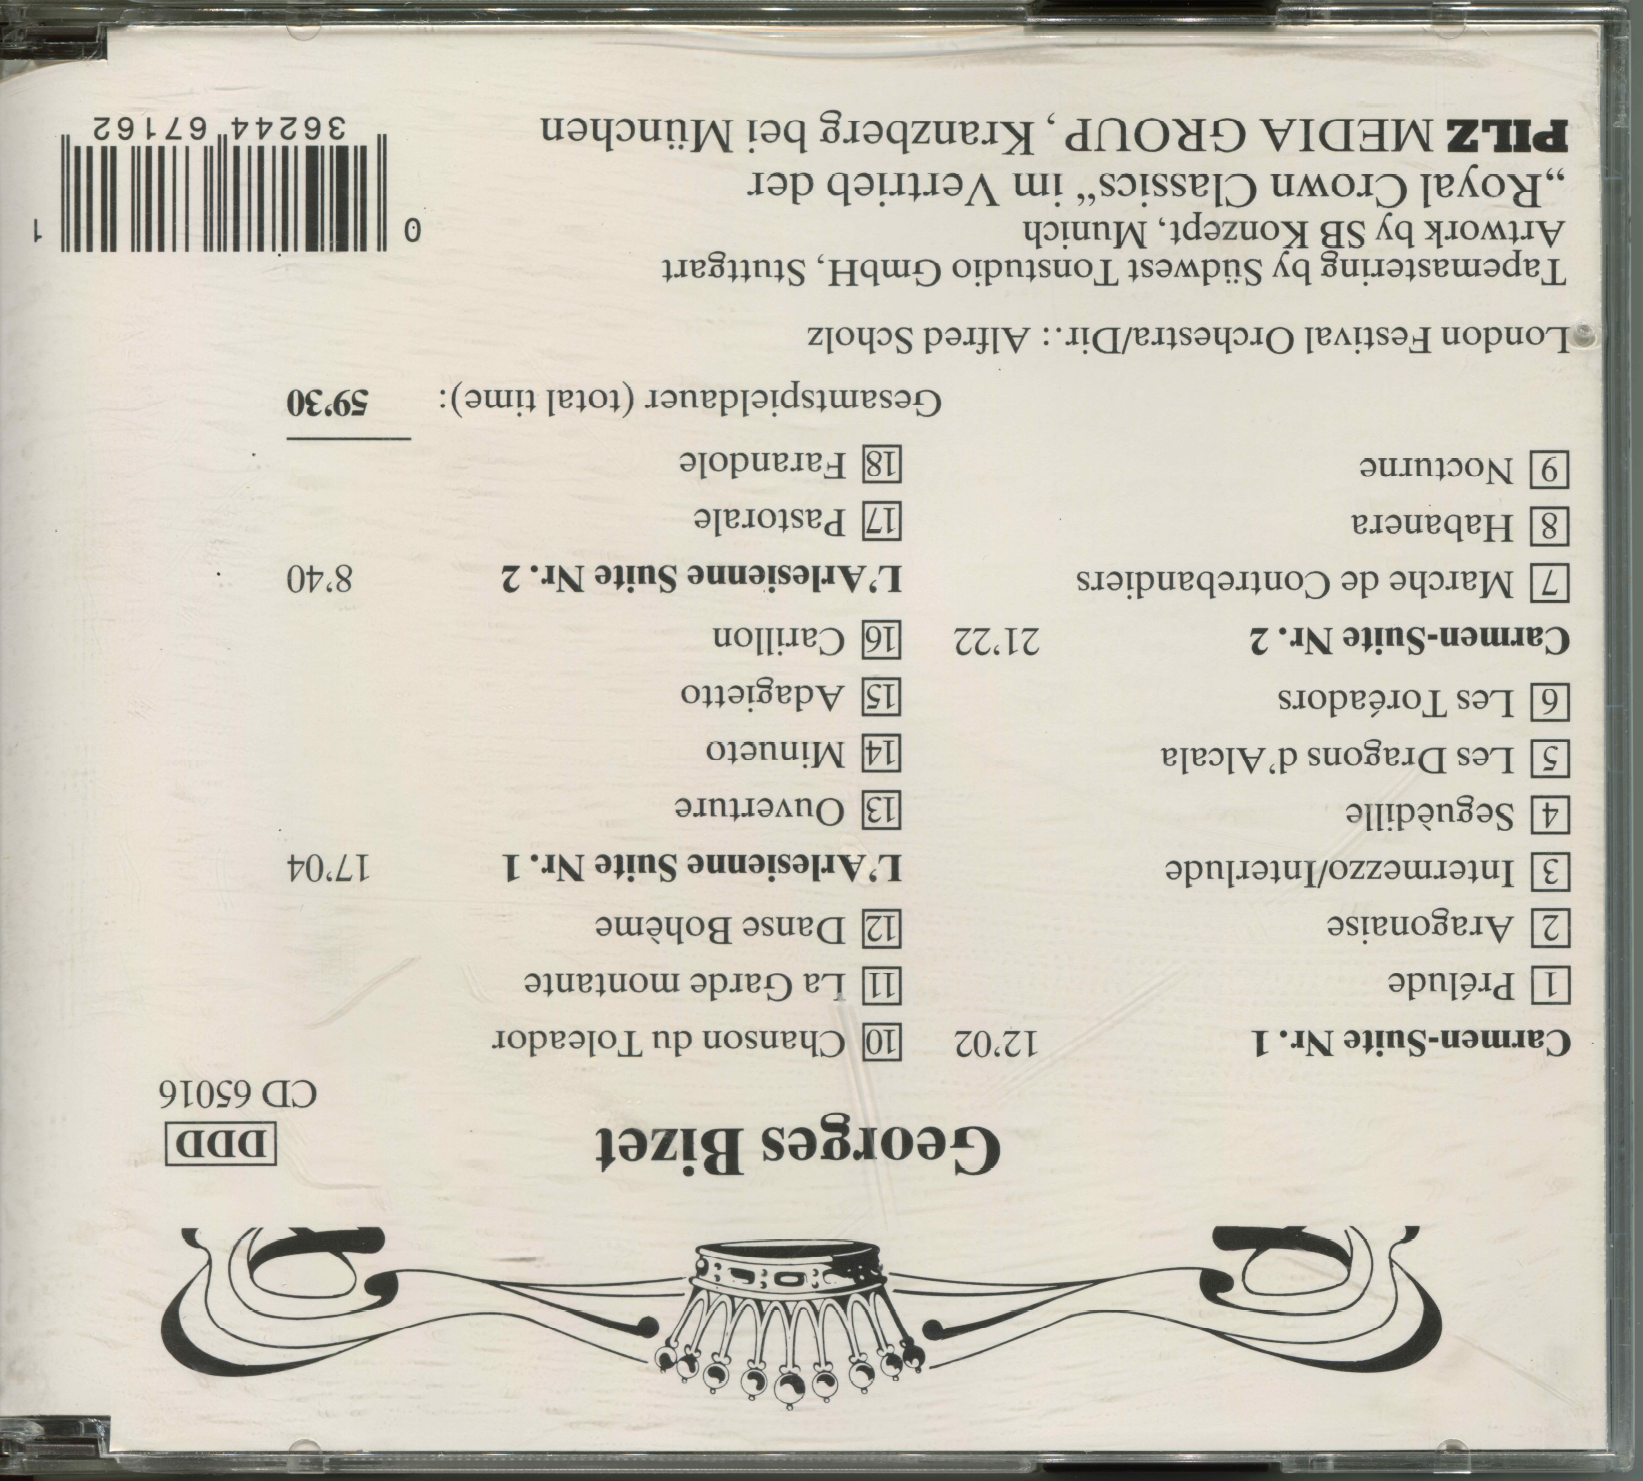 Georges Bizet
DDD
CD 65016
Carmen-Suite Nr. 1 12'02
1 Prélude
2 Aragonaise
3 Intermezzo/Interlude
4 Seguèdille
5 Les Dragons d'Alcala
6 Les Toréadors
Carmen-Suite Nr. 2 21'22
7 Marche de Contrebandiers
8 Habanera
9 Nocturne
10 Chanson du Toleador
11 La Garde montante
12 Danse Bohème
L'Arlesienne Suite Nr. 1 17'04
13 Ouverture
14 Minueto
15 Adagietto
16 Carillon
L'Arlesienne Suite Nr. 2 8'40
17 Pastorale
18 Farandole
Gesamtspieldauer (total time): 59'30
London Festival Orchestra/Dir.: Alfred Scholz
Tapemastering by Südwest Tonstudio GmbH, Stuttgart
Artwork by SB Konzept, Munich
„Royal Crown Classics“ im Vertrieb der
PILZ MEDIA GROUP, Kranzberg bei München
0 36244 67162 1